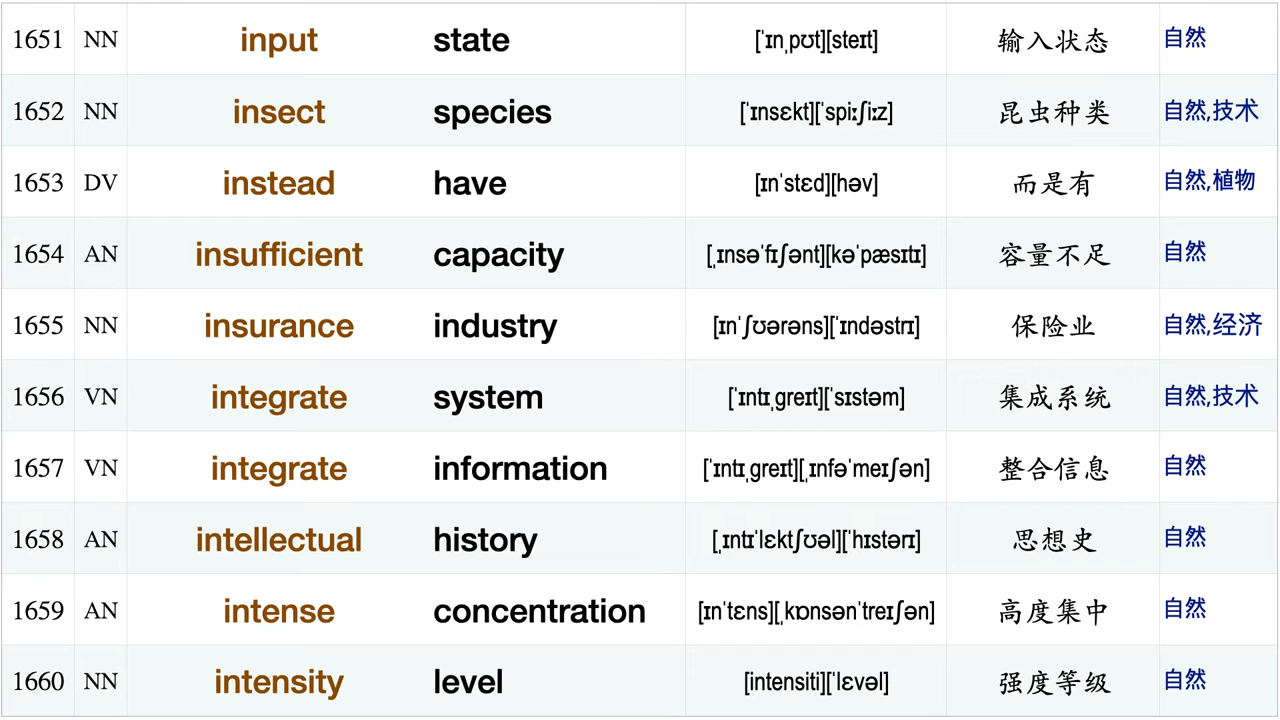 1651 NN input state [ˈɪnˌpʊt][steɪt] 输入状态 自然
1652 NN insect species [ˈɪnsɛkt][ˈspiːʃiːz] 昆虫种类 自然,技术
1653 DV instead have [ɪnˈstɛd][həv] 而是有 自然,植物
1654 AN insufficient capacity [ˌɪnsəˈfɪʃənt][kəˈpæsɪtɪ] 容量不足 自然
1655 NN insurance industry [ɪnˈʃʊərəns][ˈɪndəstrɪ] 保险业 自然,经济
1656 VN integrate system [ˈɪntɪˌgreɪt][ˈsɪstəm] 集成系统 自然,技术
1657 VN integrate information [ˈɪntɪˌgreɪt][ˌɪnfəˈmeɪʃən] 整合信息 自然
1658 AN intellectual history [ˌɪntɪˈlɛktʃʊəl][ˈhɪstərɪ] 思想史 自然
1659 AN intense concentration [ɪnˈtɛns][ˌkɒnsənˈtreɪʃən] 高度集中 自然
1660 NN intensity level [intensiti][ˈlɛvəl] 强度等级 自然